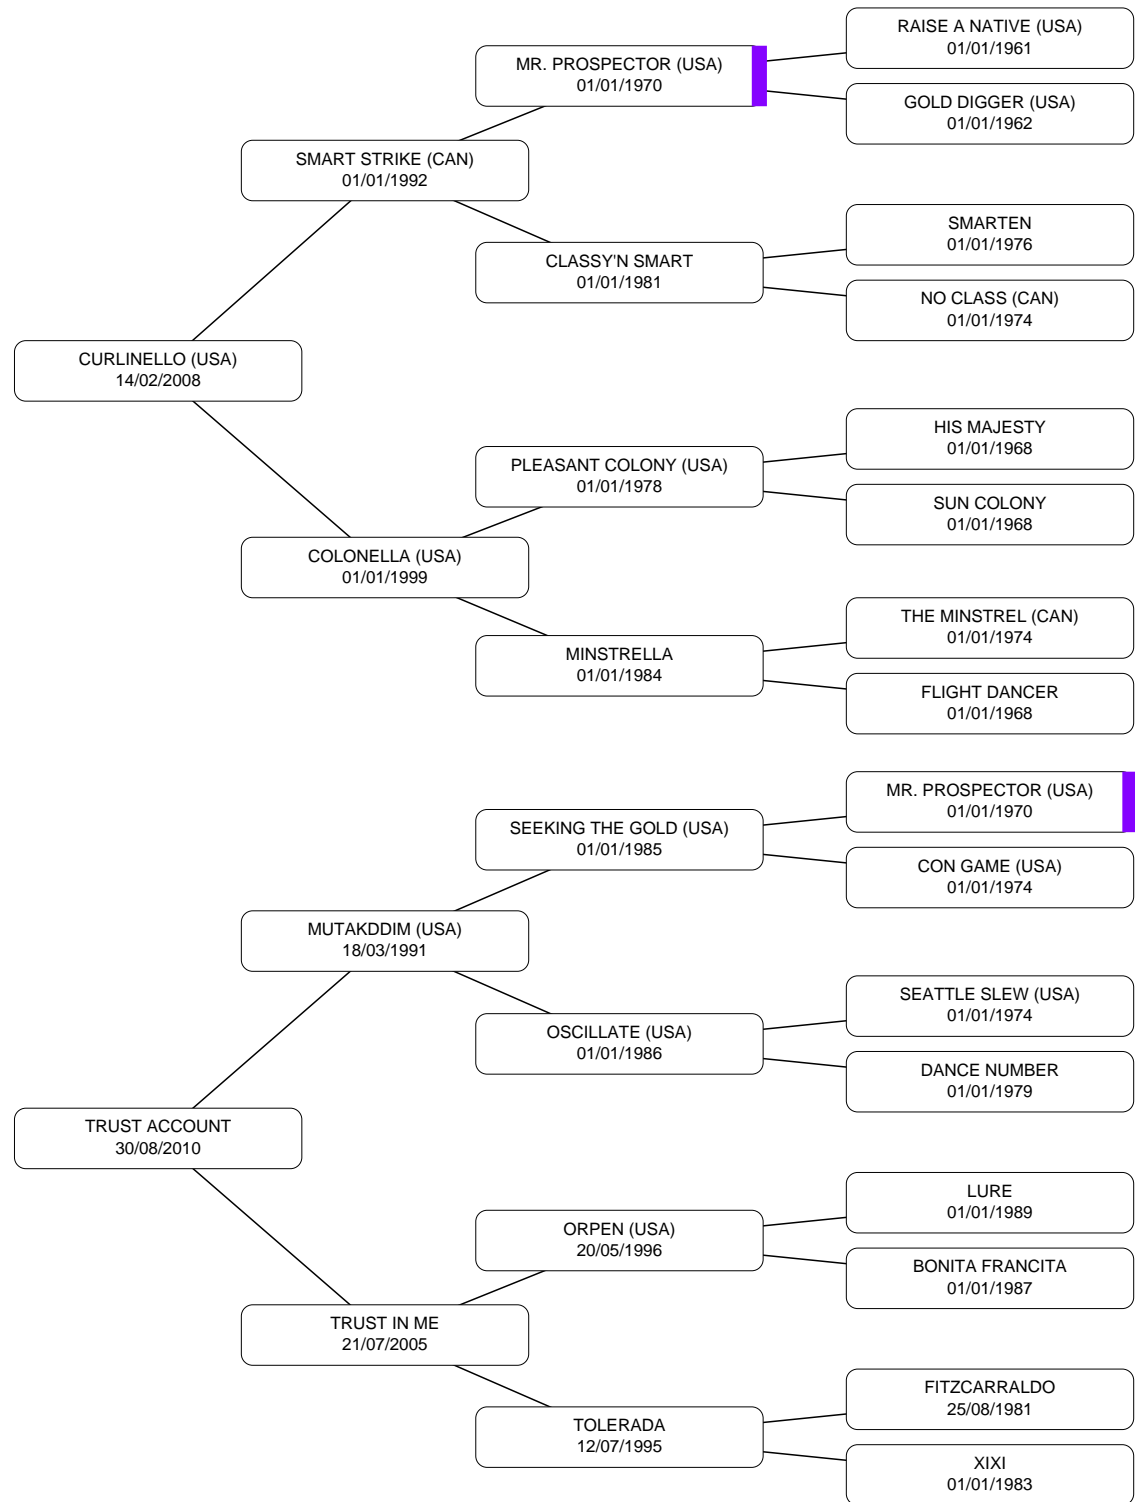 RAISE A NATIVE (USA)
01/01/1961
MR. PROSPECTOR (USA)
01/01/1970
GOLD DIGGER (USA)
01/01/1962
SMART STRIKE (CAN)
01/01/1992
SMARTEN
01/01/1976
CLASSY'N SMART
01/01/1981
NO CLASS (CAN)
01/01/1974
CURLINELLO (USA)
14/02/2008
HIS MAJESTY
01/01/1968
PLEASANT COLONY (USA)
01/01/1978
SUN COLONY
01/01/1968
COLONELLA (USA)
01/01/1999
THE MINSTREL (CAN)
01/01/1974
MINSTRELLA
01/01/1984
FLIGHT DANCER
01/01/1968
MR. PROSPECTOR (USA)
01/01/1970
SEEKING THE GOLD (USA)
01/01/1985
CON GAME (USA)
01/01/1974
MUTAKDDIM (USA)
18/03/1991
SEATTLE SLEW (USA)
01/01/1974
OSCILLATE (USA)
01/01/1986
DANCE NUMBER
01/01/1979
TRUST ACCOUNT
30/08/2010
LURE
01/01/1989
ORPEN (USA)
20/05/1996
BONITA FRANCITA
01/01/1987
TRUST IN ME
21/07/2005
FITZCARRALDO
25/08/1981
TOLERADA
12/07/1995
XIXI
01/01/1983